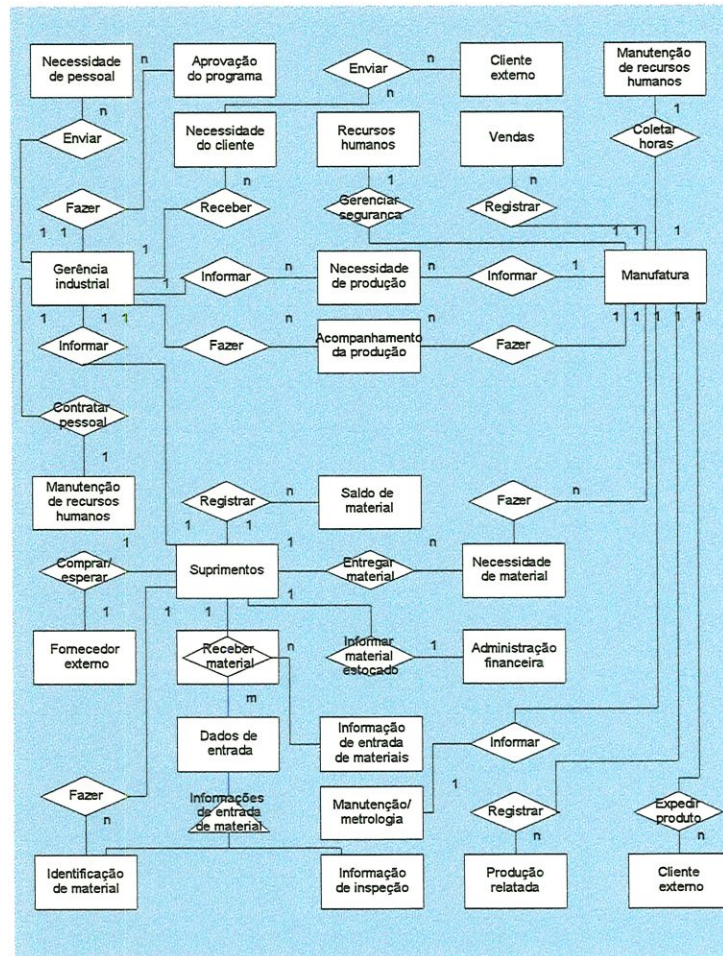 Necessidade
de pessoal
n
Aprovação
do programa
Enviar
n
Cliente
externo
Manutenção
de recursos
humanos
n
Enviar
n
Necessidade
do cliente
Recursos
humanos
Vendas
1
Coletar
horas
Fazer
n
Receber
1
Gerenciar
segurança
n
Registrar
1 1
1
1 1
1
Gerência
industrial
1
Informar
n
Necessidade
de produção
n
Informar
1
Manufatura
1
1 1
Informar
Fazer
n
Acompanhamento
da produção
n
Fazer
1 1 1 1 1
Contratar
pessoal
1
Manutenção
de recursos
humanos
Registrar
n
Saldo de
material
Fazer
n
1 1
Comprar/
esperar
1
Suprimentos
1
Entregar
material
n
Necessidade
de material
1
Fornecedor
externo
1
1
1
Receber
material
n
Informar
material
estocado
1
Administração
financeira
m
Dados de
entrada
Informação
de entrada
de materiais
Informar
Fazer
n
Informações
de entrada
de material
Manutenção/
metrologia
1
Registrar
n
Expedir
produto
n
Identificação
de material
Informação
de inspeção
Produção
relatada
Cliente
externo